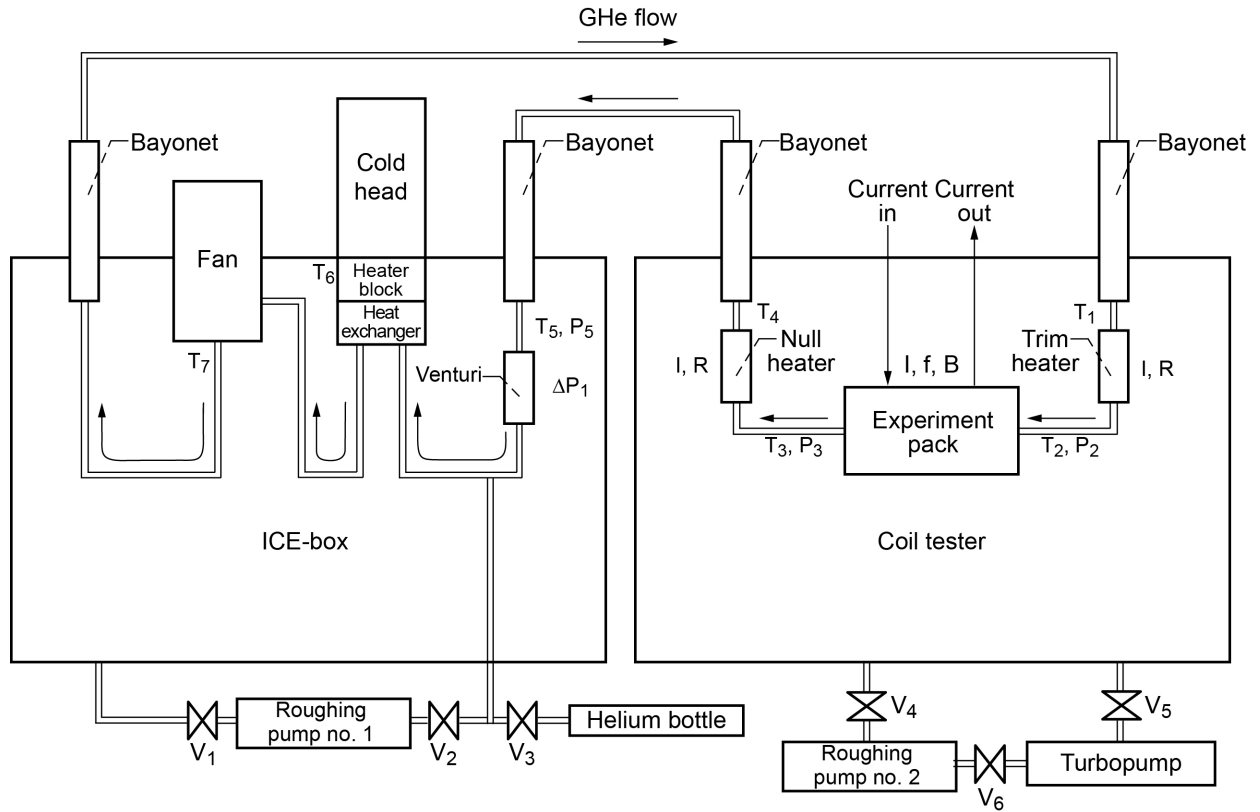 GHe flow
Bayonet
Bayonet
Bayonet
Bayonet
Cold
head
Fan
T6
Heater
block
Heat
exchanger
T7
T5, P5
Venturi
ΔP1
ICE-box
Current
in
Current
out
T4
T1
Null
heater
Trim
heater
I, R
I, f, B
I, R
Experiment
pack
T3, P3
T2, P2
Coil tester
Roughing
pump no. 1
Helium bottle
V1
V2
V3
V4
V5
Roughing
pump no. 2
Turbopump
V6